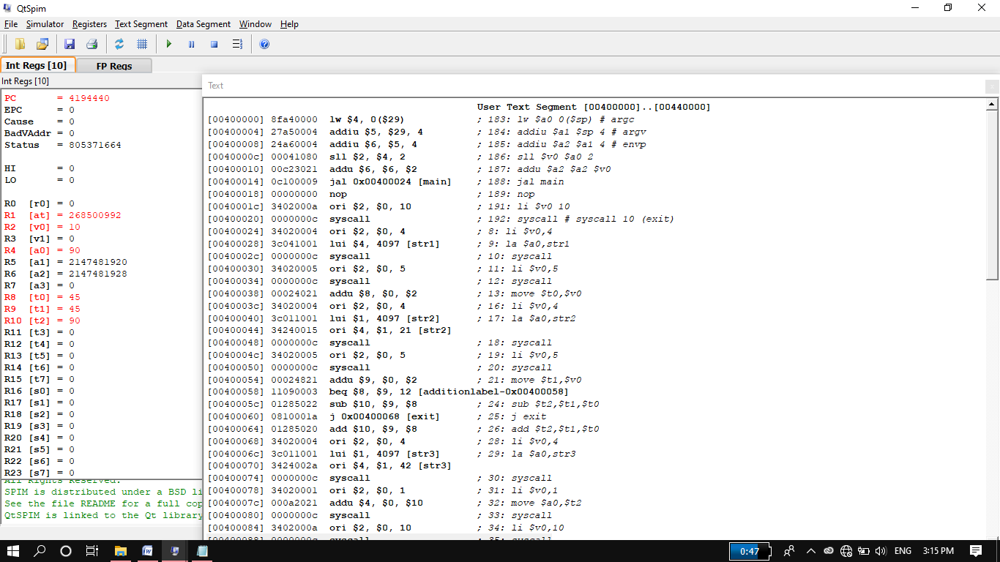 QtSpim
File Simulator Registers Text Segment Data Segment Window Help
Int Regs [10] FP Regs
Int Regs [10]
PC = 4194440
EPC = 0
Cause = 0
BadVAddr = 0
Status = 805371664
HI = 0
LO = 0
R0 [r0] = 0
R1 [at] = 268500992
R2 [v0] = 10
R3 [v1] = 0
R4 [a0] = 90
R5 [a1] = 2147481920
R6 [a2] = 2147481928
R7 [a3] = 0
R8 [t0] = 45
R9 [t1] = 45
R10 [t2] = 90
R11 [t3] = 0
R12 [t4] = 0
R13 [t5] = 0
R14 [t6] = 0
R15 [t7] = 0
R16 [s0] = 0
R17 [s1] = 0
R18 [s2] = 0
R19 [s3] = 0
R20 [s4] = 0
R21 [s5] = 0
R22 [s6] = 0
R23 [s7] = 0
All Rights Reserved.
SPIM is distributed under a BSD li
See the file README for a full cop
QtSPIM is linked to the Qt library
Text
User Text Segment [00400000]..[00440000]
[00400000] 8fa40000 lw $4, 0($29) ; 183: lw $a0 0($sp) # argc
[00400004] 27a50004 addiu $5, $29, 4 ; 184: addiu $a1 $sp 4 # argv
[00400008] 24a60004 addiu $6, $5, 4 ; 185: addiu $a2 $a1 4 # envp
[0040000c] 00041080 sll $2, $4, 2 ; 186: sll $v0 $a0 2
[00400010] 00c23021 addu $6, $6, $2 ; 187: addu $a2 $a2 $v0
[00400014] 0c100009 jal 0x00400024 [main] ; 188: jal main
[00400018] 00000000 nop ; 189: nop
[0040001c] 3402000a ori $2, $0, 10 ; 191: li $v0 10
[00400020] 0000000c syscall ; 192: syscall # syscall 10 (exit)
[00400024] 34020004 ori $2, $0, 4 ; 8: li $v0,4
[00400028] 3c041001 lui $4, 4097 [str1] ; 9: la $a0,str1
[0040002c] 0000000c syscall ; 10: syscall
[00400030] 34020005 ori $2, $0, 5 ; 11: li $v0,5
[00400034] 0000000c syscall ; 12: syscall
[00400038] 00024021 addu $8, $0, $2 ; 13: move $t0,$v0
[0040003c] 34020004 ori $2, $0, 4 ; 16: li $v0,4
[00400040] 3c011001 lui $1, 4097 [str2] ; 17: la $a0,str2
[00400044] 34240015 ori $4, $1, 21 [str2]
[00400048] 0000000c syscall ; 18: syscall
[0040004c] 34020005 ori $2, $0, 5 ; 19: li $v0,5
[00400050] 0000000c syscall ; 20: syscall
[00400054] 00024821 addu $9, $0, $2 ; 21: move $t1,$v0
[00400058] 11090003 beq $8, $9, 12 [additionlabel-0x00400058]
[0040005c] 01285022 sub $10, $9, $8 ; 24: sub $t2,$t1,$t0
[00400060] 0810001a j 0x00400068 [exit] ; 25: j exit
[00400064] 01285020 add $10, $9, $8 ; 26: add $t2,$t1,$t0
[00400068] 34020004 ori $2, $0, 4 ; 28: li $v0,4
[0040006c] 3c011001 lui $1, 4097 [str3] ; 29: la $a0,str3
[00400070] 3424002a ori $4, $1, 42 [str3]
[00400074] 0000000c syscall ; 30: syscall
[00400078] 34020001 ori $2, $0, 1 ; 31: li $v0,1
[0040007c] 000a2021 addu $4, $0, $10 ; 32: move $a0,$t2
[00400080] 0000000c syscall ; 33: syscall
[00400084] 3402000a ori $2, $0, 10 ; 34: li $v0,10
[00400088] 0000000c syscall ; 35: syscall
0:47 ENG 3:15 PM